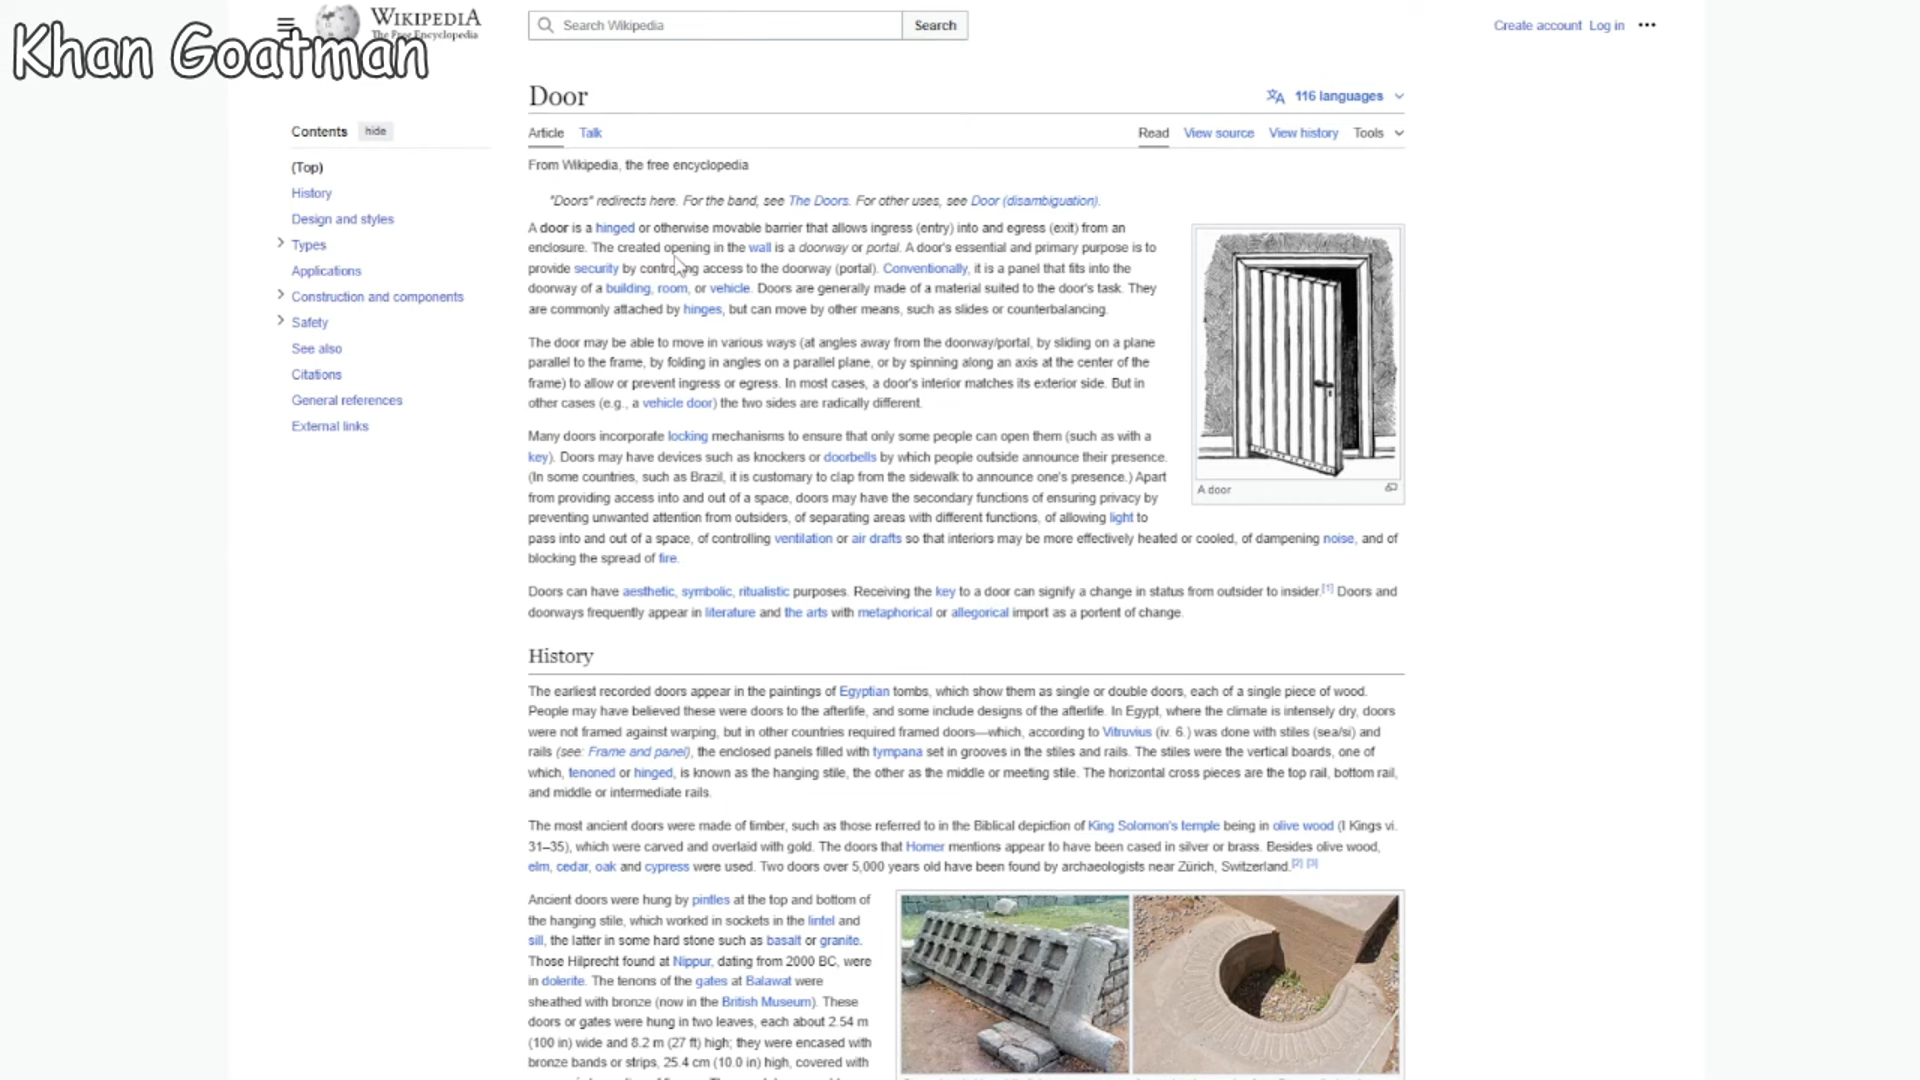 Khan Goatman
WIKIPEDIA
The Free Encyclopedia
Search Wikipedia
Search
Create account Log in
Contents hide
(Top)
History
Design and styles
Types
Applications
Construction and components
Safety
See also
Citations
General references
External links
Door
116 languages
Article Talk
Read View source View history Tools
From Wikipedia, the free encyclopedia
"Doors" redirects here. For the band, see The Doors. For other uses, see Door (disambiguation).
A door is a hinged or otherwise movable barrier that allows ingress (entry) into and egress (exit) from an
enclosure. The created opening in the wall is a doorway or portal. A door's essential and primary purpose is to
provide security by controlling access to the doorway (portal). Conventionally, it is a panel that fits into the
doorway of a building, room, or vehicle. Doors are generally made of a material suited to the door's task. They
are commonly attached by hinges, but can move by other means, such as slides or counterbalancing.
The door may be able to move in various ways (at angles away from the doorway/portal, by sliding on a plane
parallel to the frame, by folding in angles on a parallel plane, or by spinning along an axis at the center of the
frame) to allow or prevent ingress or egress. In most cases, a door's interior matches its exterior side. But in
other cases (e.g., a vehicle door) the two sides are radically different.
Many doors incorporate locking mechanisms to ensure that only some people can open them (such as with a
key). Doors may have devices such as knockers or doorbells by which people outside announce their presence.
(In some countries, such as Brazil, it is customary to clap from the sidewalk to announce one's presence.) Apart
from providing access into and out of a space, doors may have the secondary functions of ensuring privacy by
preventing unwanted attention from outsiders, of separating areas with different functions, of allowing light to
pass into and out of a space, of controlling ventilation or air drafts so that interiors may be more effectively heated or cooled, of dampening noise, and of
blocking the spread of fire.
A door
Doors can have aesthetic, symbolic, ritualistic purposes. Receiving the key to a door can signify a change in status from outsider to insider.[1] Doors and
doorways frequently appear in literature and the arts with metaphorical or allegorical import as a portent of change.
History
The earliest recorded doors appear in the paintings of Egyptian tombs, which show them as single or double doors, each of a single piece of wood.
People may have believed these were doors to the afterlife, and some include designs of the afterlife. In Egypt, where the climate is intensely dry, doors
were not framed against warping, but in other countries required framed doors—which, according to Vitruvius (iv. 6.) was done with stiles (sea/si) and
rails (see: Frame and panel), the enclosed panels filled with tympana set in grooves in the stiles and rails. The stiles were the vertical boards, one of
which, tenoned or hinged, is known as the hanging stile, the other as the middle or meeting stile. The horizontal cross pieces are the top rail, bottom rail,
and middle or intermediate rails.
The most ancient doors were made of timber, such as those referred to in the Biblical depiction of King Solomon's temple being in olive wood (I Kings vi.
31–35), which were carved and overlaid with gold. The doors that Homer mentions appear to have been cased in silver or brass. Besides olive wood,
elm, cedar, oak and cypress were used. Two doors over 5,000 years old have been found by archaeologists near Zürich, Switzerland.[2] [3]
Ancient doors were hung by pintles at the top and bottom of
the hanging stile, which worked in sockets in the lintel and
sill, the latter in some hard stone such as basalt or granite.
Those Hilprecht found at Nippur, dating from 2000 BC, were
in dolerite. The tenons of the gates at Balawat were
sheathed with bronze (now in the British Museum). These
doors or gates were hung in two leaves, each about 2.54 m
(100 in) wide and 8.2 m (27 ft) high; they were encased with
bronze bands or strips, 25.4 cm (10.0 in) high, covered with